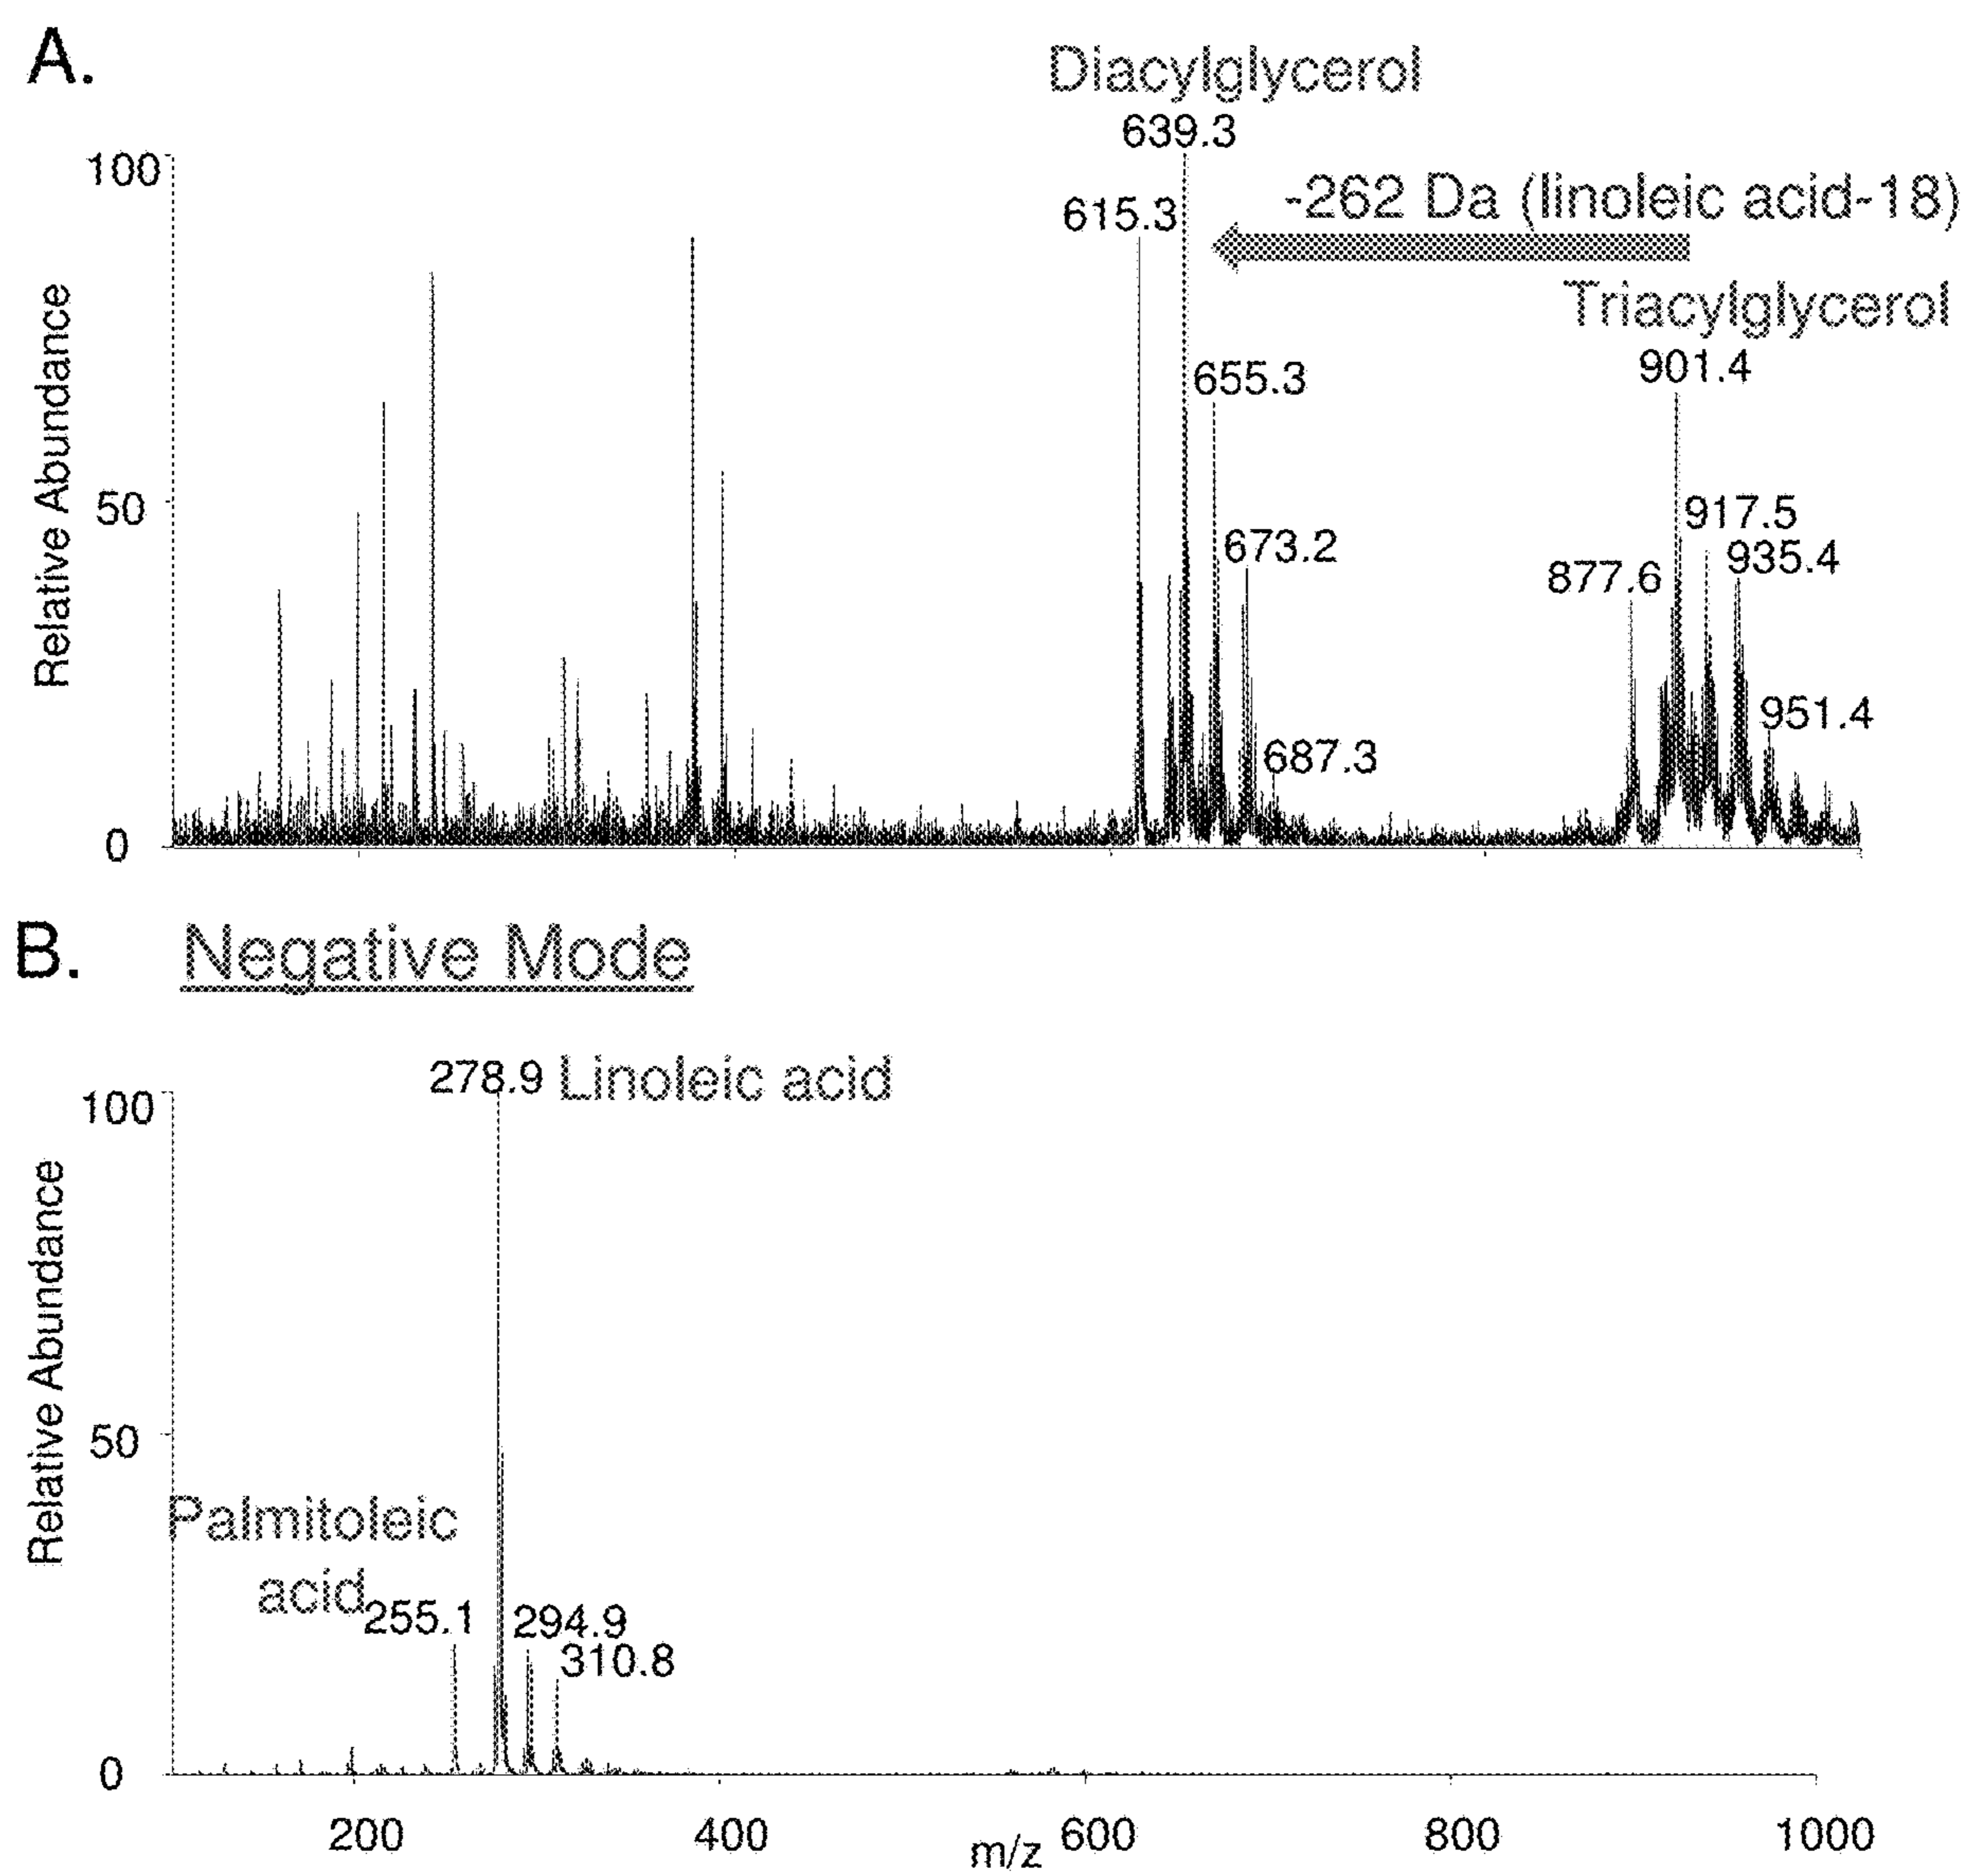 A.
Diacylglycerol
639.3
100
-262 Da (linoleic acid-18)
615.3
Triacylglycerol
901.4
655.3
Relative Abundance
50
917.5
673.2
935.4
877.6
951.4
687.3
0
B. Negative Mode
278.9 Linoleic acid
100
Relative Abundance
50
Palmitoleic
acid
255.1
294.9
310.8
0
200
400
m/z
600
800
1000